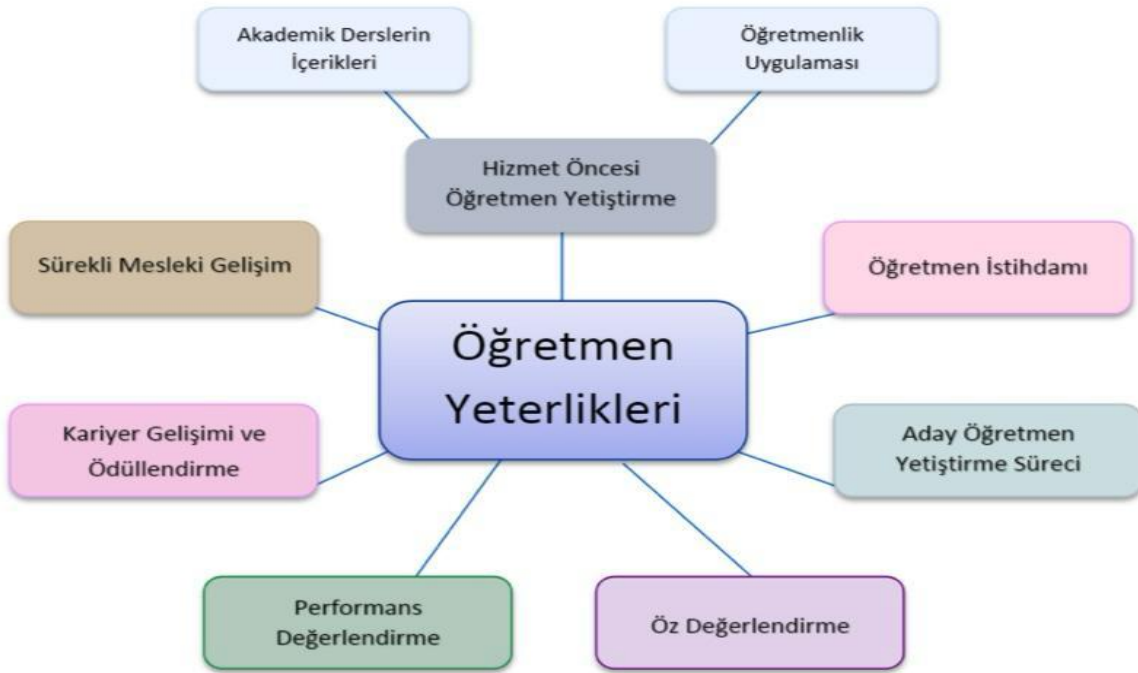 Akademik Derslerin
İçerikleri
Öğretmenlik
Uygulaması
Hizmet Öncesi
Öğretmen Yetiştirme
Sürekli Mesleki Gelişim
Öğretmen İstihdamı
Öğretmen
Yeterlikleri
Kariyer Gelişimi ve
Ödüllendirme
Aday Öğretmen
Yetiştirme Süreci
Performans
Değerlendirme
Öz Değerlendirme